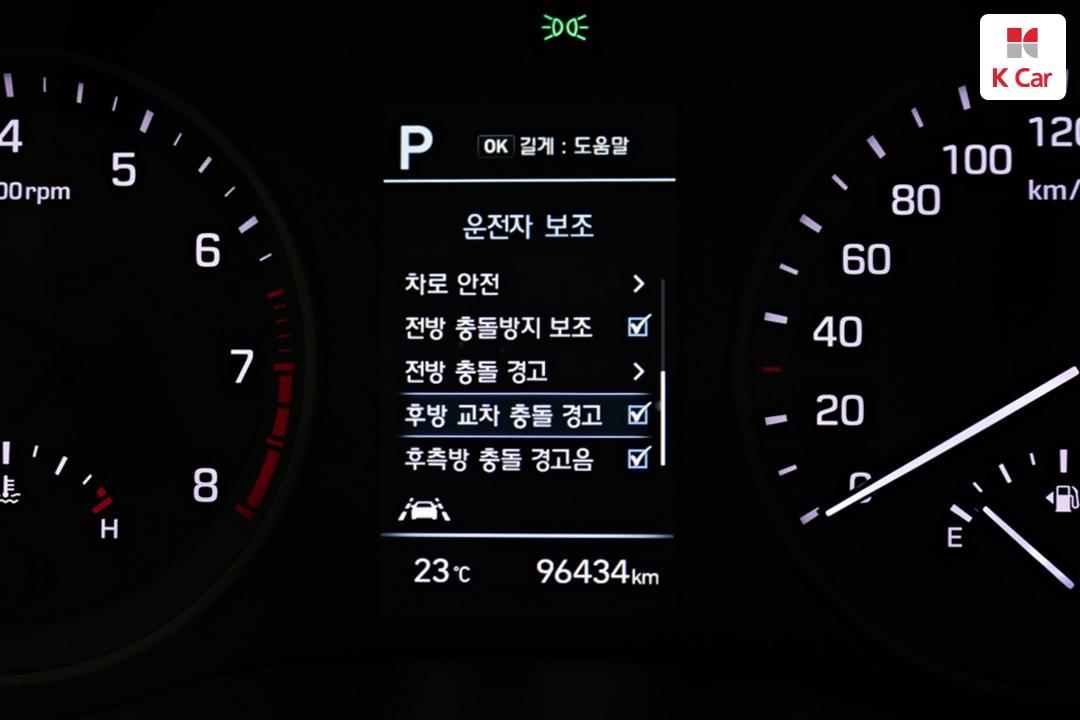 K Car
P
OK 길게 : 도움말
운전자 보조
차로 안전
전방 충돌방지 보조
전방 충돌 경고
후방 교차 충돌 경고
후측방 충돌 경고음
23℃ 96434km
4
5
6
7
8
00rpm
H
120
100
80
60
40
20
0
km/
E